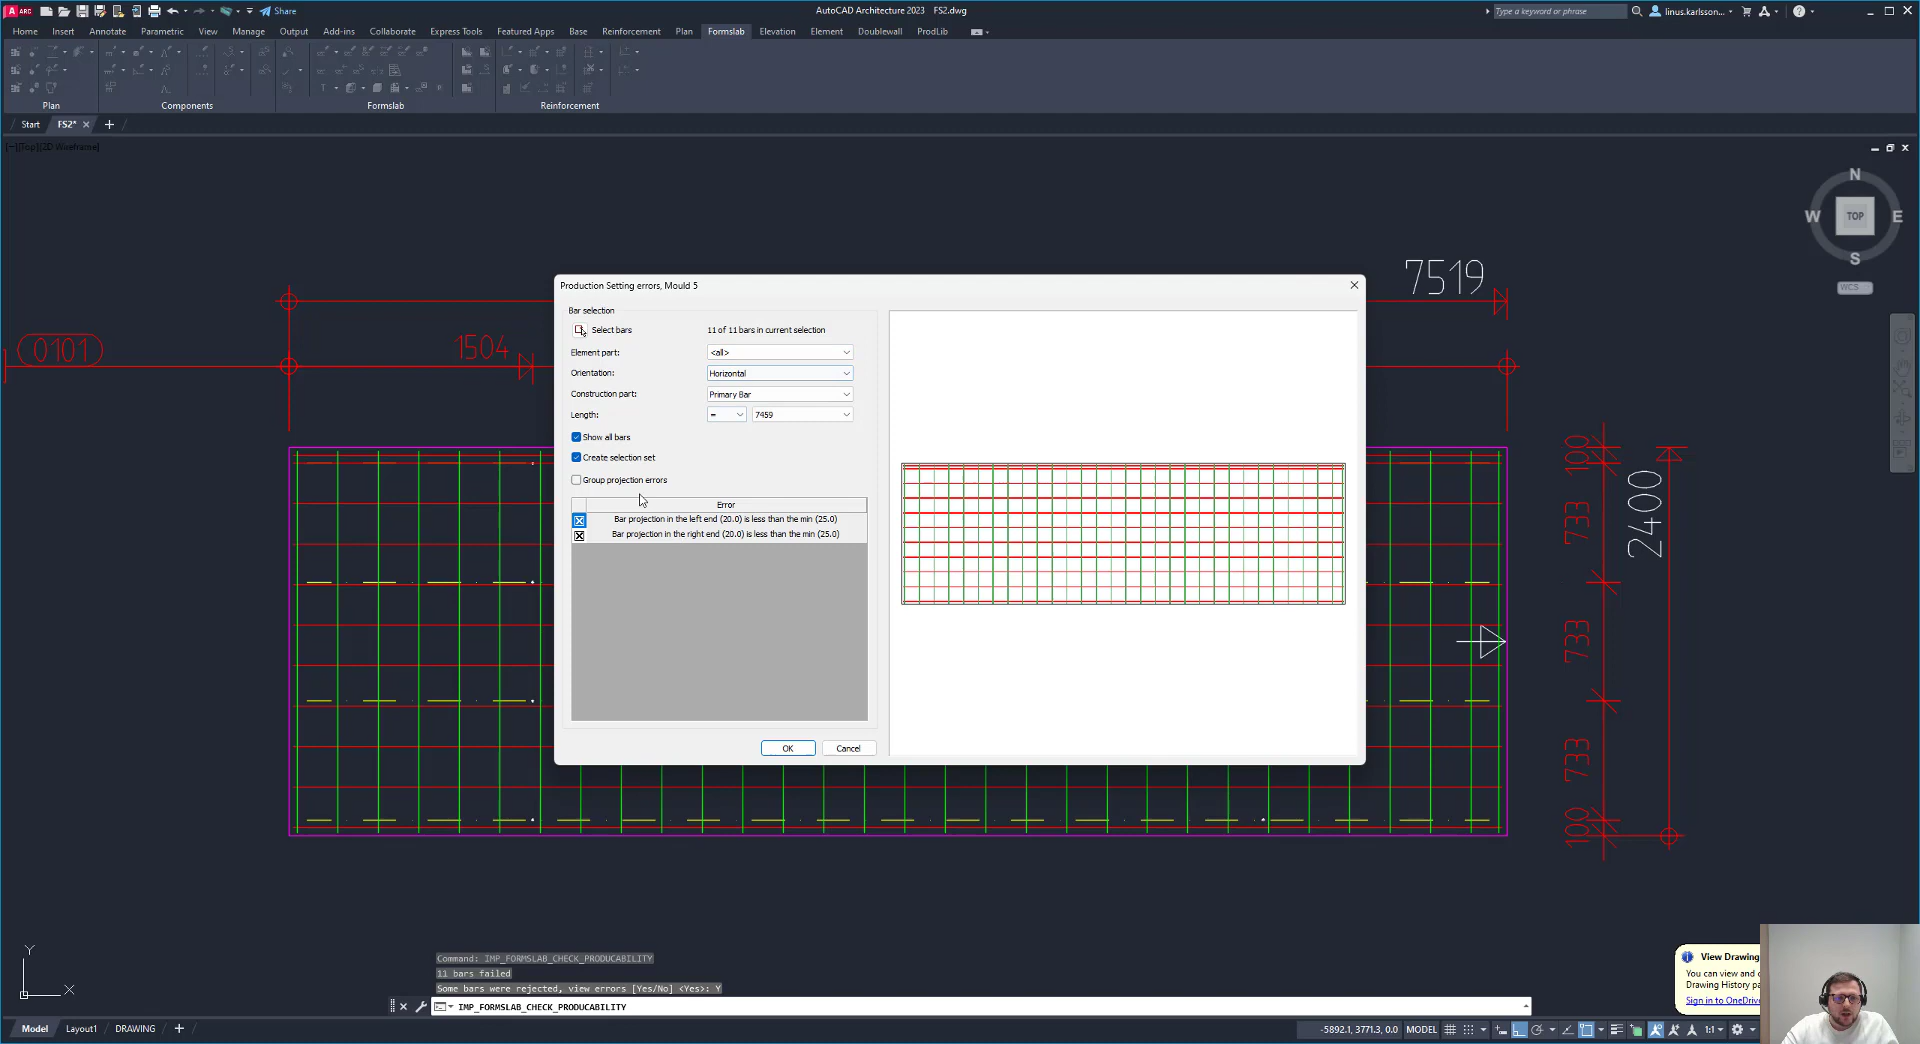 ARC
Share
AutoCAD Architecture 2023 FS2.dwg
Type a keyword or phrase
linus.karlsson...
Home Insert Annotate Parametric View Manage Output Add-ins Collaborate Express Tools Featured Apps Base Reinforcement Plan Formslab Elevation Element Doublewall ProdLib
Plan Components Formslab Reinforcement
Start FS2*
[−][Top][2D Wireframe]
N
W TOP E
S
WCS
7519
(0101)
1504
Production Setting errors, Mould 5
Bar selection
Select bars 11 of 11 bars in current selection
Element part: <all>
Orientation: Horizontal
Construction part: Primary Bar
Length: = 7459
Show all bars
Create selection set
Group projection errors
Error
Bar projection in the left end (20.0) is less than the min (25.0)
Bar projection in the right end (20.0) is less than the min (25.0)
OK Cancel
100
733
733
733
100
2400
Y
X
Command: IMP_FORMSLAB_CHECK_PRODUCABILITY
11 bars failed
Some bars were rejected, view errors [Yes/No] <Yes>: Y
IMP_FORMSLAB_CHECK_PRODUCABILITY
View Drawing
You can view and
Drawing History pa
Sign in to OneDrive
Model Layout1 DRAWING
-5892.1, 3771.3, 0.0 MODEL 1:1